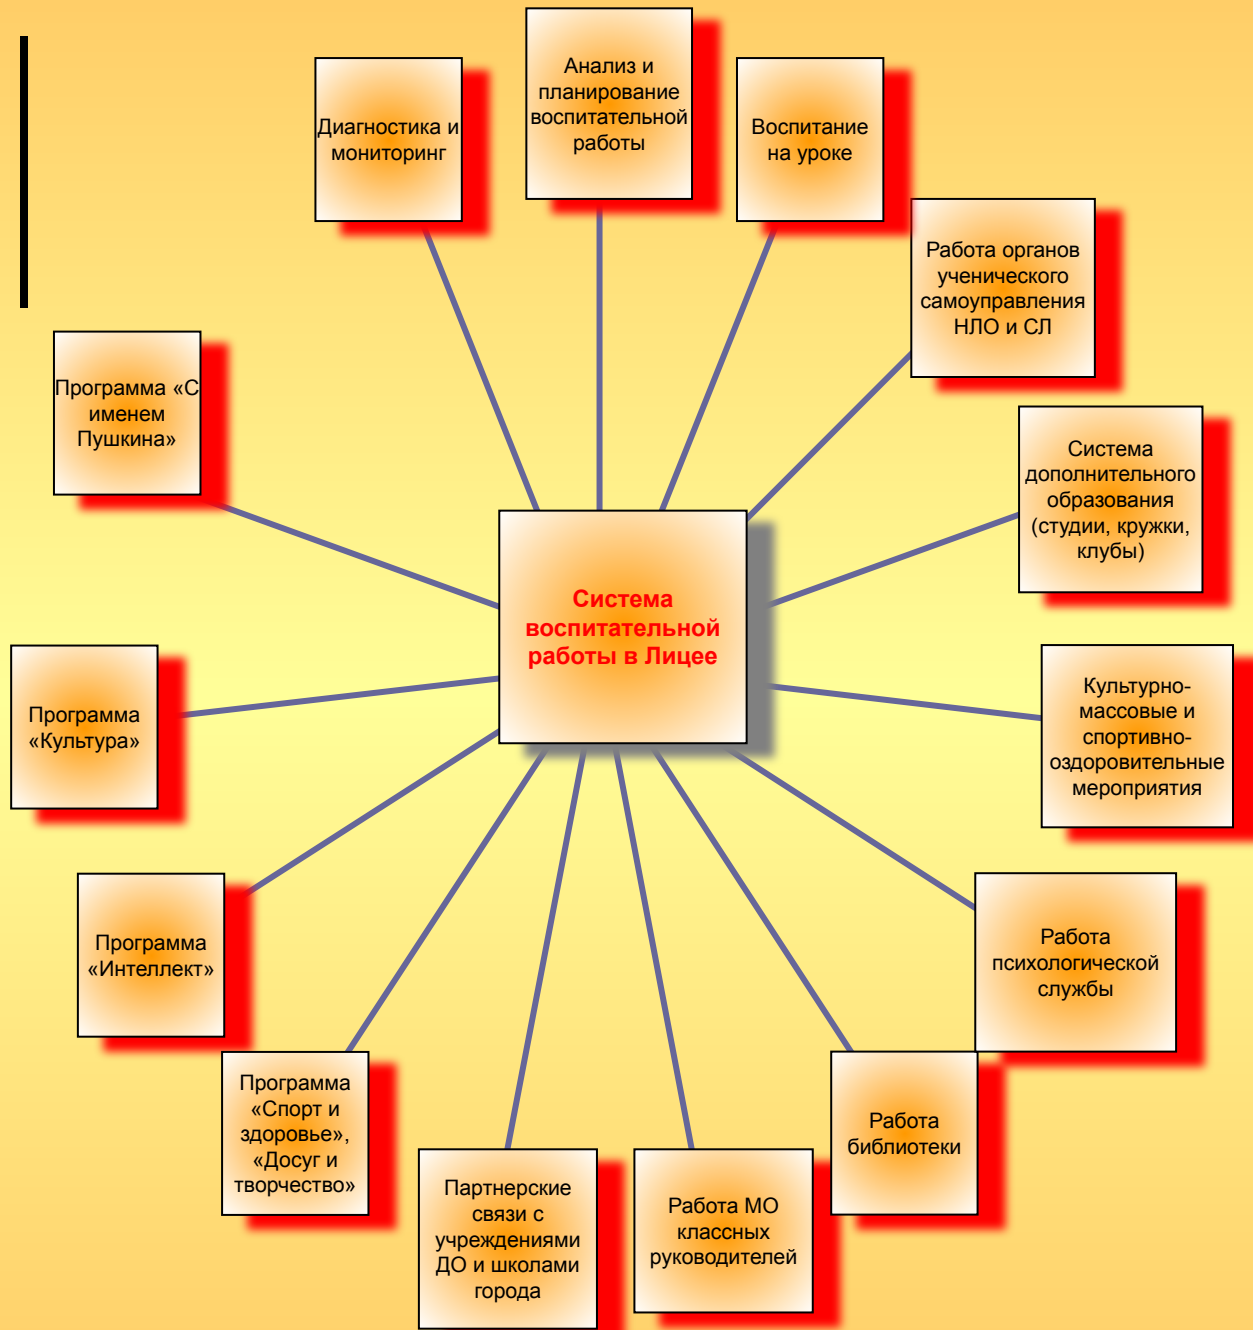 Анализ и
планирование
воспитательной
работы
Диагностика и
мониторинг
Воспитание
на уроке
Работа органов
ученического
самоуправления
НЛО и СЛ
Программа «С
именем
Пушкина»
Система
дополнительного
образования
(студии, кружки,
клубы)
Система
воспитательной
работы в Лицее
Программа
«Культура»
Культурно-
массовые и
спортивно-
оздоровительные
мероприятия
Программа
«Интеллект»
Работа
психологической
службы
Программа
«Спорт и
здоровье»,
«Досуг и
творчество»
Работа
библиотеки
Партнерские
связи с
учреждениями
ДО и школами
города
Работа МО
классных
руководителей